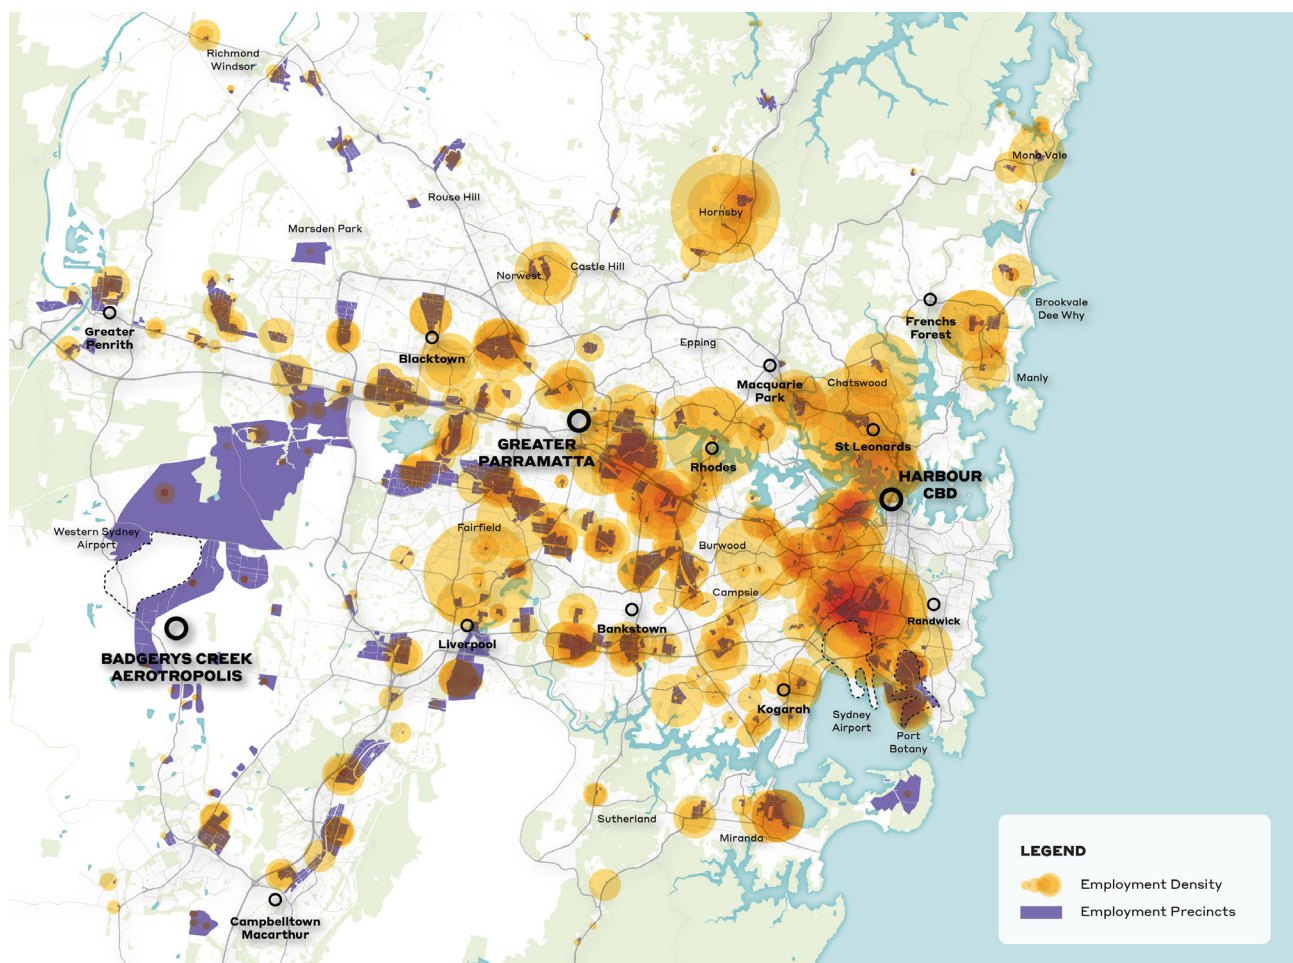 Richmond
Windsor
Mona Vale
Rouse Hill
Hornsby
Marsden Park
Castle Hill
Norwest
Brookvale
Dee Why
Greater
Penrith
Frenchs
Forest
Epping
Blacktown
Manly
Chatswood
Macquarie
Park
St Leonards
GREATER
PARRAMATTA
Rhodes
HARBOUR
CBD
Western Sydney
Airport
Fairfield
Burwood
Campsie
Randwick
Bankstown
Liverpool
BADGERYS CREEK
AEROTROPOLIS
Kogarah
Sydney
Airport
Port
Botany
Sutherland
Miranda
LEGEND
Employment Density
Employment Precincts
Campbelltown
Macarthur